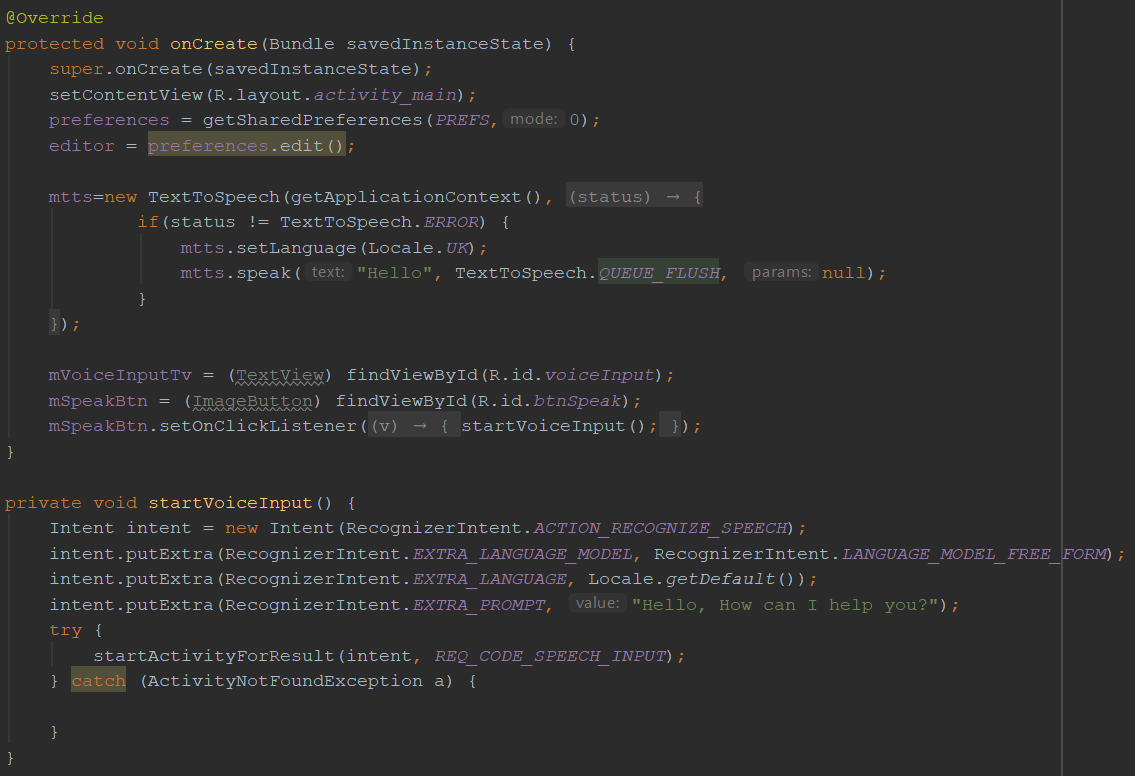 @Override
protected void onCreate(Bundle savedInstanceState) {
    super.onCreate(savedInstanceState);
    setContentView(R.layout.activity_main);
    preferences = getSharedPreferences(PREFS, mode: 0);
    editor = preferences.edit();

    mtts=new TextToSpeech(getApplicationContext(), (status) → {
            if(status != TextToSpeech.ERROR) {
                mtts.setLanguage(Locale.UK);
                mtts.speak( text: "Hello", TextToSpeech.QUEUE_FLUSH, params: null);
            }
    });

    mVoiceInputTv = (TextView) findViewById(R.id.voiceInput);
    mSpeakBtn = (ImageButton) findViewById(R.id.btnSpeak);
    mSpeakBtn.setOnClickListener((v) → { startVoiceInput(); });
}

private void startVoiceInput() {
    Intent intent = new Intent(RecognizerIntent.ACTION_RECOGNIZE_SPEECH);
    intent.putExtra(RecognizerIntent.EXTRA_LANGUAGE_MODEL, RecognizerIntent.LANGUAGE_MODEL_FREE_FORM);
    intent.putExtra(RecognizerIntent.EXTRA_LANGUAGE, Locale.getDefault());
    intent.putExtra(RecognizerIntent.EXTRA_PROMPT, value: "Hello, How can I help you?");
    try {
        startActivityForResult(intent, REQ_CODE_SPEECH_INPUT);
    } catch (ActivityNotFoundException a) {

    }
}